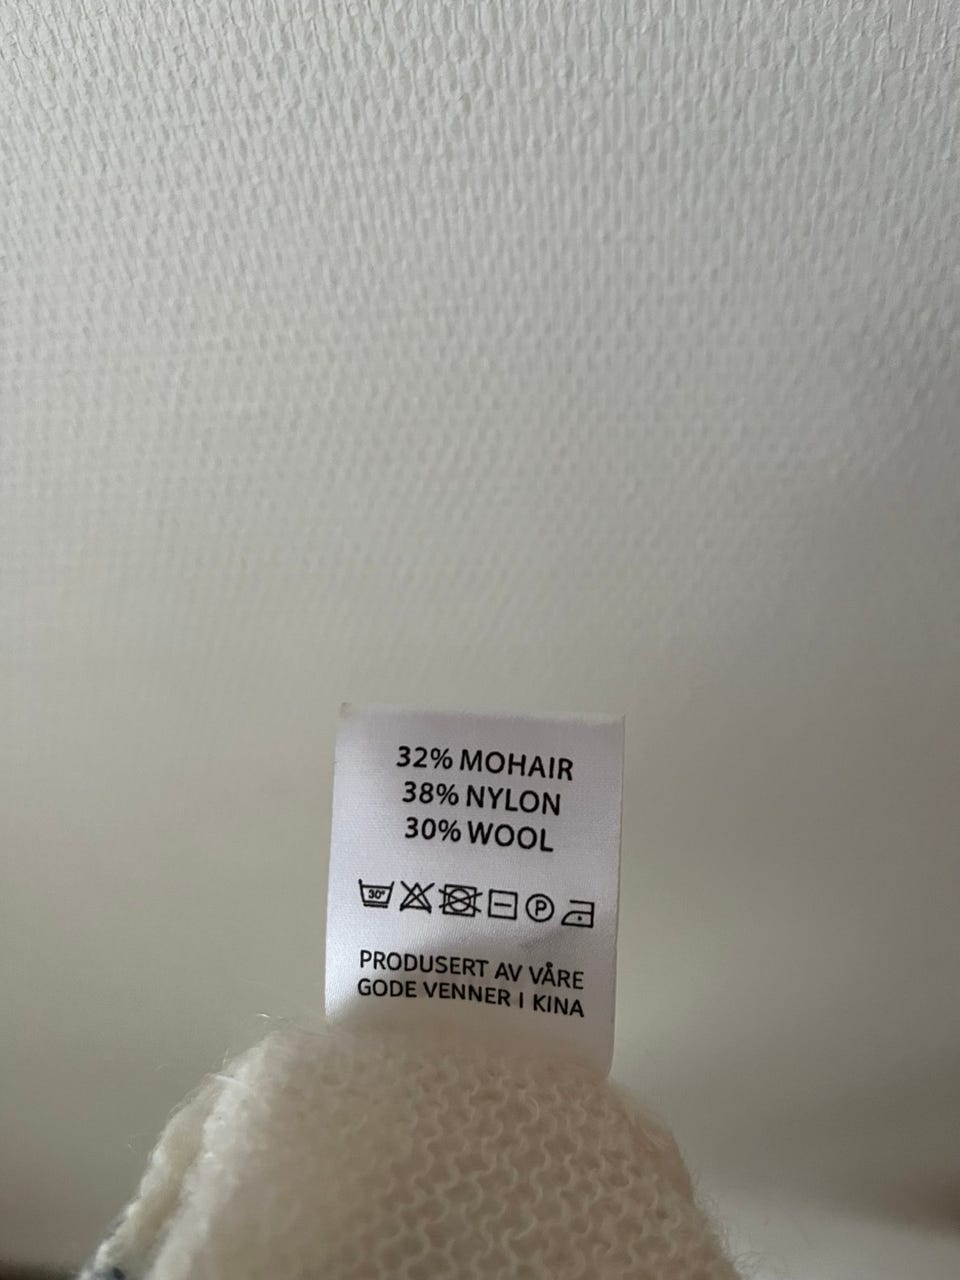 32% MOHAIR
38% NYLON
30% WOOL
30° P
PRODUSERT AV VÅRE
GODE VENNER I KINA